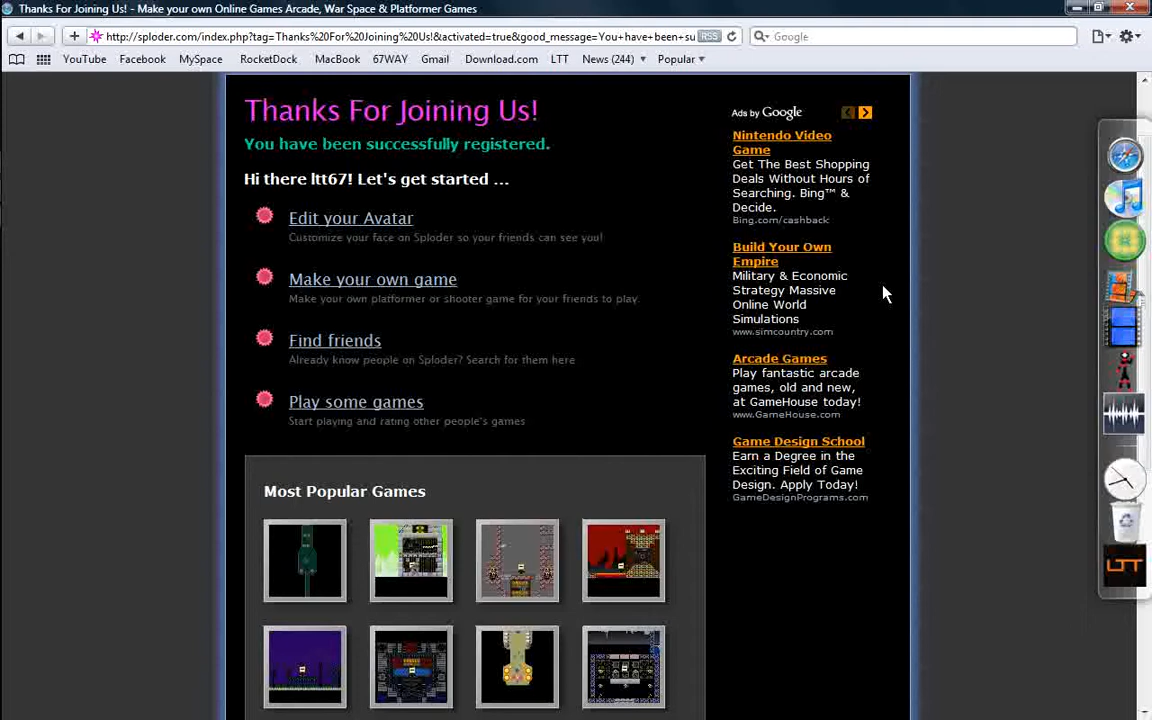 Thanks For Joining Us! - Make your own Online Games Arcade, War Space & Platformer Games
http://sploder.com/index.php?tag=Thanks%20For%20Joining%20Us!&activated=true&good_message=You+have+been+su
RSS
Google
YouTube Facebook MySpace RocketDock MacBook 67WAY Gmail Download.com LTT News (244) Popular
Thanks For Joining Us!
You have been successfully registered.
Hi there ltt67! Let's get started ...
Edit your Avatar
Customize your face on Sploder so your friends can see you!
Make your own game
Make your own platformer or shooter game for your friends to play.
Find friends
Already know people on Sploder? Search for them here
Play some games
Start playing and rating other people's games
Most Popular Games
Ads by Google
Nintendo Video
Game
Get The Best Shopping
Deals Without Hours of
Searching. Bing™ &
Decide.
Bing.com/cashback
Build Your Own
Empire
Military & Economic
Strategy Massive
Online World
Simulations
www.simcountry.com
Arcade Games
Play fantastic arcade
games, old and new,
at GameHouse today!
www.GameHouse.com
Game Design School
Earn a Degree in the
Exciting Field of Game
Design. Apply Today!
GameDesignPrograms.com
LTT